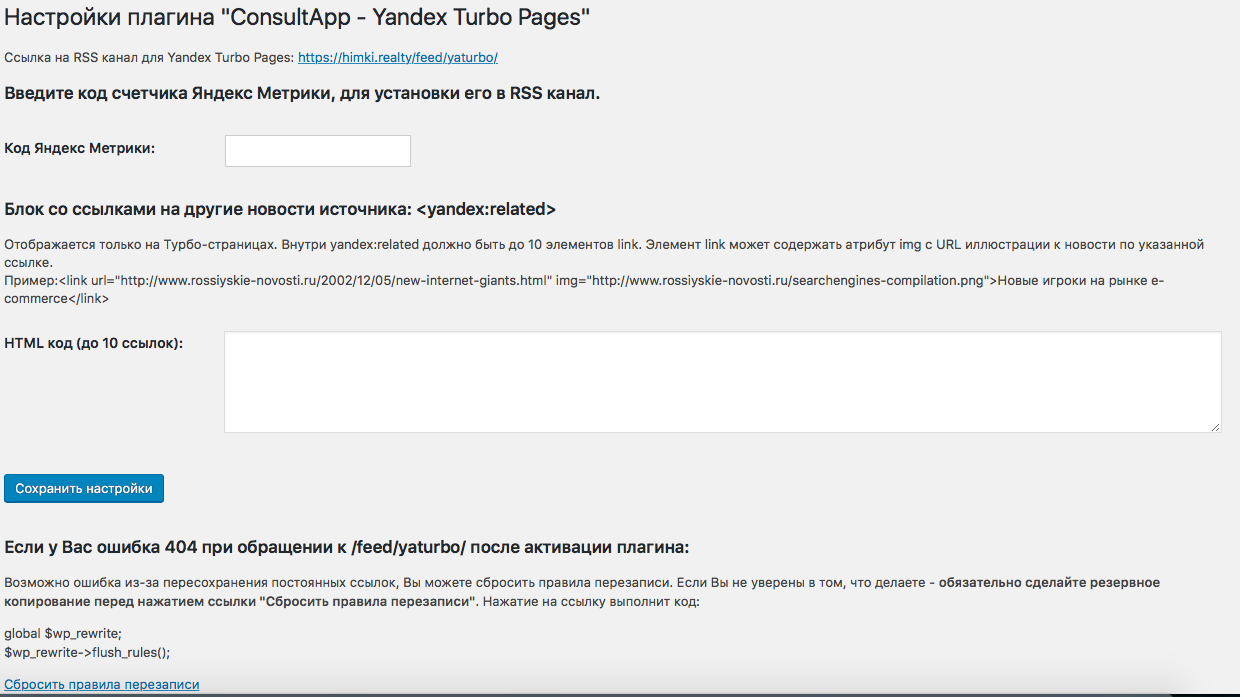 Настройки плагина "ConsultApp - Yandex Turbo Pages"
Ссылка на RSS канал для Yandex Turbo Pages: https://himki.realty/feed/yaturbo/
Введите код счетчика Яндекс Метрики, для установки его в RSS канал.
Код Яндекс Метрики:
Блок со ссылками на другие новости источника: <yandex:related>
Отображается только на Турбо-страницах. Внутри yandex:related должно быть до 10 элементов link. Элемент link может содержать атрибут img с URL иллюстрации к новости по указанной
ссылке.
Пример:<link url="http://www.rossiyskie-novosti.ru/2002/12/05/new-internet-giants.html" img="http://www.rossiyskie-novosti.ru/searchengines-compilation.png">Новые игроки на рынке e-
commerce</link>
HTML код (до 10 ссылок):
Сохранить настройки
Если у Вас ошибка 404 при обращении к /feed/yaturbo/ после активации плагина:
Возможно ошибка из-за пересохранения постоянных ссылок, Вы можете сбросить правила перезаписи. Если Вы не уверены в том, что делаете - обязательно сделайте резервное
копирование перед нажатием ссылки "Сбросить правила перезаписи". Нажатие на ссылку выполнит код:
global $wp_rewrite;
$wp_rewrite->flush_rules();
Сбросить правила перезаписи